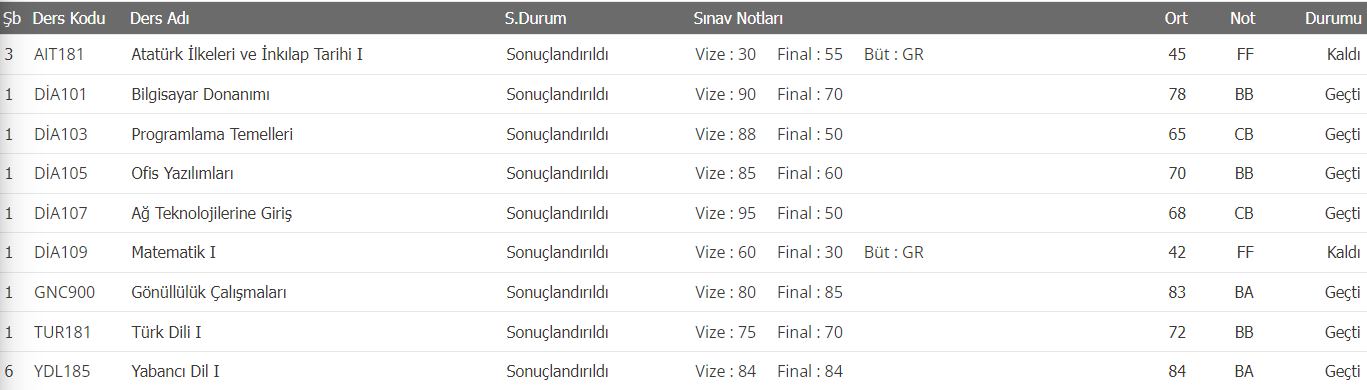 Şb Ders Kodu Ders Adı S.Durum Sınav Notları Ort Not Durumu
3 AIT181 Atatürk İlkeleri ve İnkılap Tarihi I Sonuçlandırıldı Vize : 30 Final : 55 Büt : GR 45 FF Kaldı
1 DİA101 Bilgisayar Donanımı Sonuçlandırıldı Vize : 90 Final : 70 78 BB Geçti
1 DİA103 Programlama Temelleri Sonuçlandırıldı Vize : 88 Final : 50 65 CB Geçti
1 DİA105 Ofis Yazılımları Sonuçlandırıldı Vize : 85 Final : 60 70 BB Geçti
1 DİA107 Ağ Teknolojilerine Giriş Sonuçlandırıldı Vize : 95 Final : 50 68 CB Geçti
1 DİA109 Matematik I Sonuçlandırıldı Vize : 60 Final : 30 Büt : GR 42 FF Kaldı
1 GNC900 Gönüllülük Çalışmaları Sonuçlandırıldı Vize : 80 Final : 85 83 BA Geçti
1 TUR181 Türk Dili I Sonuçlandırıldı Vize : 75 Final : 70 72 BB Geçti
6 YDL185 Yabancı Dil I Sonuçlandırıldı Vize : 84 Final : 84 84 BA Geçti